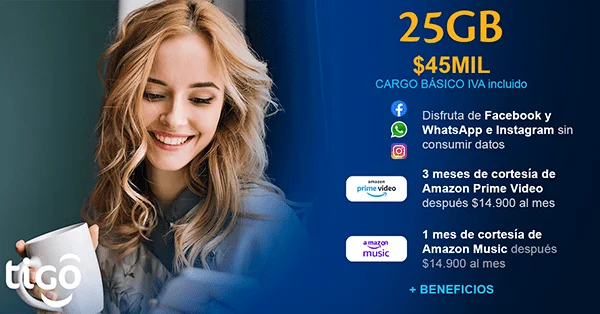 25GB
$45MIL
CARGO BÁSICO IVA incluido
Disfruta de Facebook y
WhatsApp e Instagram sin
consumir datos
amazon
prime video
3 meses de cortesía de
Amazon Prime Video
después $14.900 al mes
amazon
music
1 mes de cortesía de
Amazon Music después
$14.900 al mes
+ BENEFICIOS
tigo